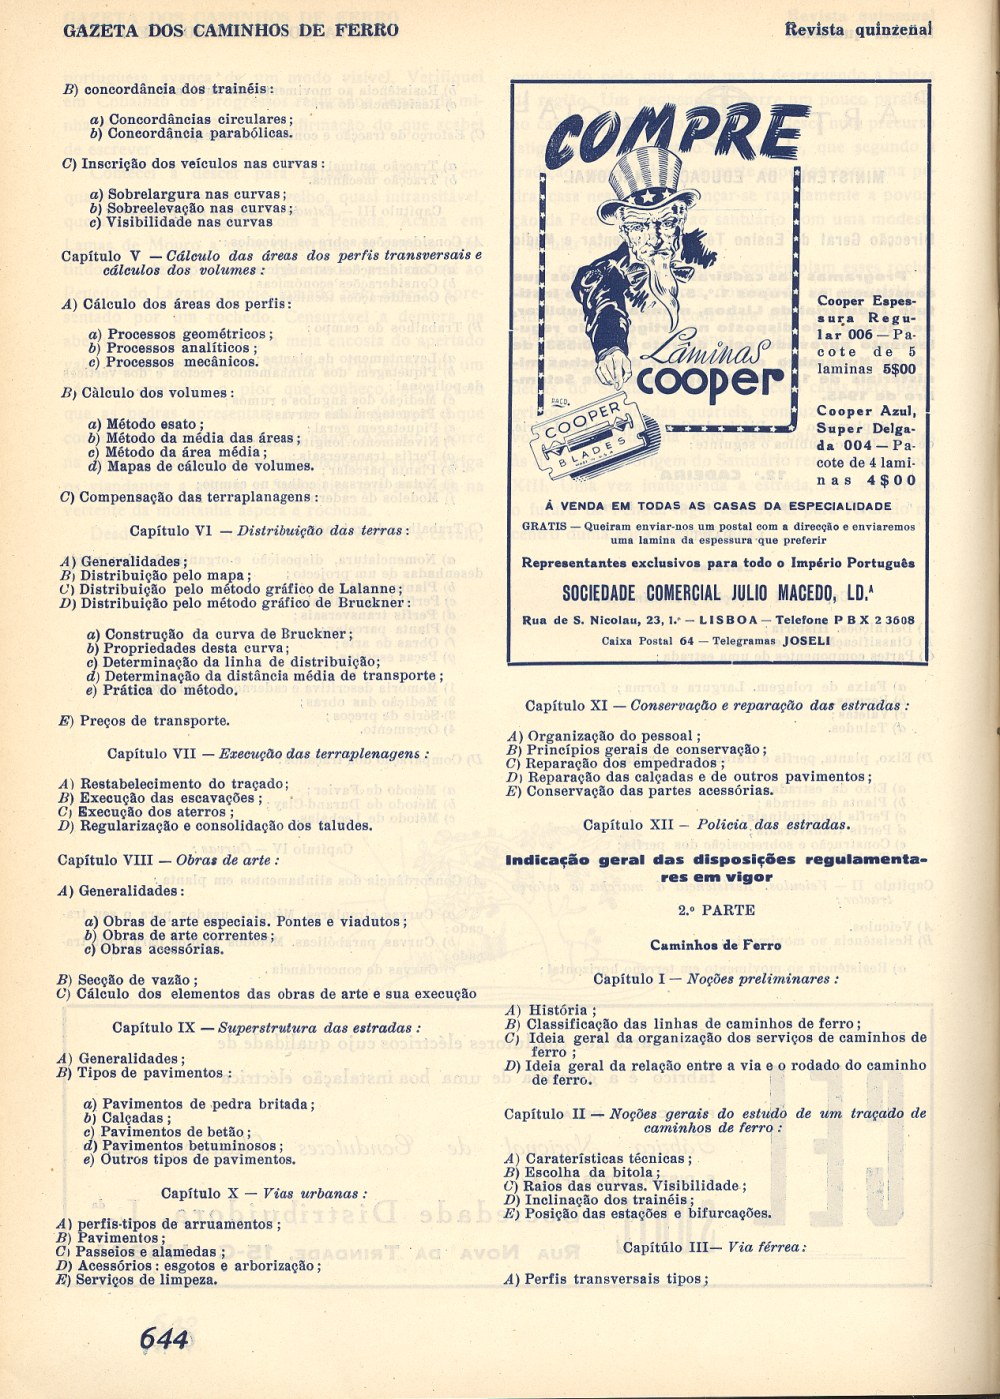 GAZETA DOS CAMINHOS DE FERRO
Revista quinzenal
B) concordância dos trainéis:
a) Concordâncias circulares;
b) Concordância parabólicas.
C) Inscrição dos veículos nas curvas:
a) Sobrelargura nas curvas;
b) Sobreelevação nas curvas;
c) Visibilidade nas curvas
Capítulo V — Cálculo das áreas dos perfis transversais e
cálculos dos volumes:
A) Cálculo dos áreas dos perfis:
a) Processos geométricos;
b) Processos analíticos;
c) Processos mecânicos.
B) Càlculo dos volumes:
a) Método esato;
b) Método da média das áreas;
c) Método da área média;
d) Mapas de cálculo de volumes.
C) Compensação das terraplanagens:
Capítulo VI — Distribuição das terras:
A) Generalidades;
B) Distribuição pelo mapa;
C) Distribuição pelo método gráfico de Lalanne;
D) Distribuição pelo método gráfico de Bruckner:
a) Construção da curva de Bruckner;
b) Propriedades desta curva;
c) Determinação da linha de distribuição;
d) Determinação da distância média de transporte;
e) Prática do método.
E) Preços de transporte.
Capítulo VII — Execução das terraplenagens:
A) Restabelecimento do traçado;
B) Execução das escavações;
C) Execução dos aterros;
D) Regularização e consolidação dos taludes.
Capítulo VIII — Obras de arte:
A) Generalidades:
a) Obras de arte especiais. Pontes e viadutos;
b) Obras de arte correntes;
c) Obras acessórias.
B) Secção de vazão;
C) Cálculo dos elementos das obras de arte e sua execução
Capítulo IX — Superstrutura das estradas:
A) Generalidades;
B) Tipos de pavimentos:
a) Pavimentos de pedra britada;
b) Calçadas;
c) Pavimentos de betão;
d) Pavimentos betuminosos;
e) Outros tipos de pavimentos.
Capítulo X — Vias urbanas:
A) perfis-tipos de arruamentos;
B) Pavimentos;
C) Passeios e alamedas;
D) Acessórios: esgotos e arborização;
E) Serviços de limpeza.
COMPRE
Lâminas
cooper
PACO.
COOPER
BLADES
Cooper Espes-
sura Regu-
lar 006 — Pa-
cote de 5
laminas 5$00
Cooper Azul,
Super Delga-
da 004 — Pa-
cote de 4 lami-
nas 4$00
Á VENDA EM TODAS AS CASAS DA ESPECIALIDADE
GRATIS — Queiram enviar-nos um postal com a direcção e enviaremos
uma lamina da espessura que preferir
Representantes exclusivos para todo o Império Português
SOCIEDADE COMERCIAL JULIO MACEDO, LD.ª
Rua de S. Nicolau, 23, 1.º — LISBOA — Telefone PBX 2 3608
Caixa Postal 64 — Telegramas JOSELI
Capítulo XI — Conservação e reparação das estradas:
A) Organização do pessoal;
B) Princípios gerais de conservação;
C) Reparação dos empedrados;
D) Reparação das calçadas e de outros pavimentos;
E) Conservação das partes acessórias.
Capítulo XII — Policia das estradas.
Indicação geral das disposições regulamenta-
res em vigor
2.º PARTE
Caminhos de Ferro
Capítulo I — Noções preliminares:
A) História;
B) Classificação das linhas de caminhos de ferro;
C) Ideia geral da organização dos serviços de caminhos de
ferro;
D) Ideia geral da relação entre a via e o rodado do caminho
de ferro.
Capítulo II — Noções gerais do estudo de um traçado de
caminhos de ferro:
A) Caraterísticas técnicas;
B) Escolha da bitola;
C) Raios das curvas. Visibilidade;
D) Inclinação dos trainéis;
E) Posição das estações e bifurcações.
Capítúlo III— Via férrea:
A) Perfis transversais tipos;
644